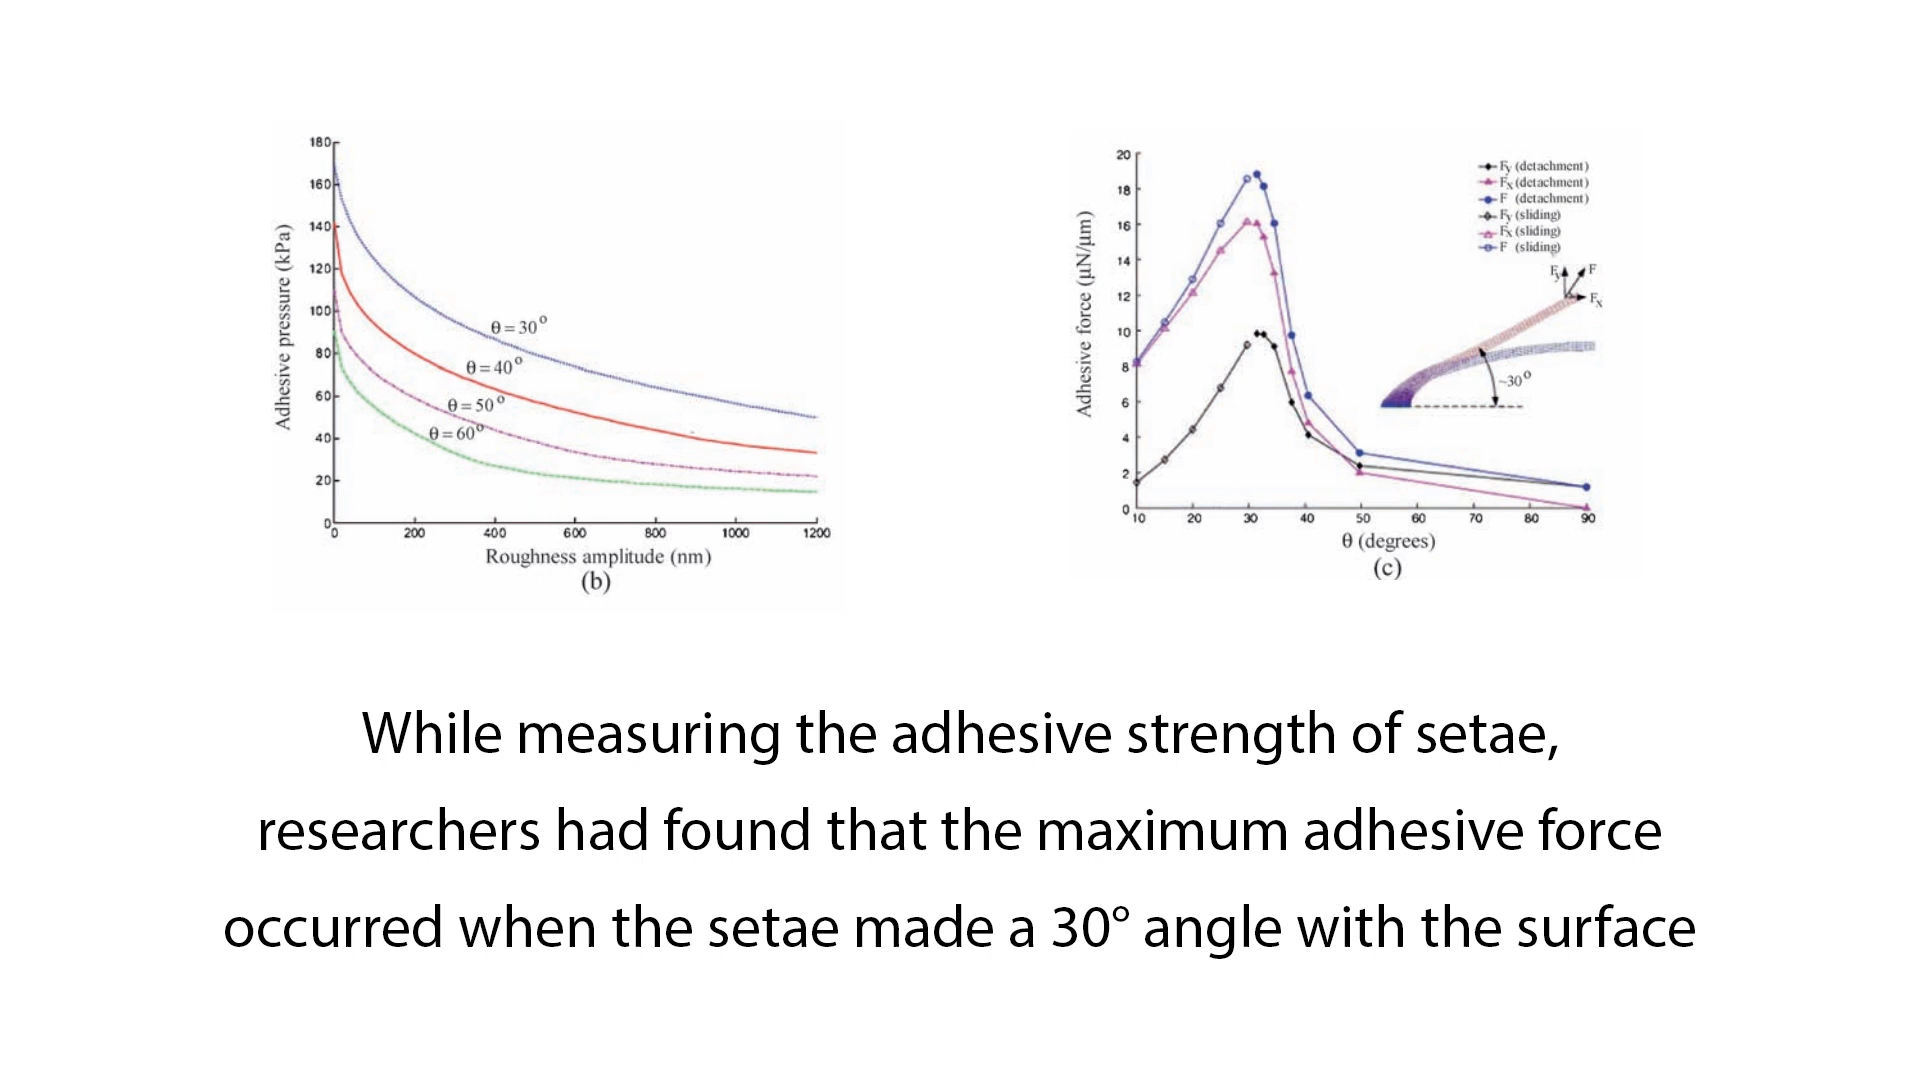 180
160
140
120
100
80
60
40
20
0
0 200 400 600 800 1000 1200
Adhesive pressure (kPa)
θ = 30°
θ = 40°
θ = 50°
θ = 60°
Roughness amplitude (nm)
(b)
20
18
16
14
12
10
8
6
4
2
0
10 20 30 40 50 60 70 80 90
Adhesive force (μN/μm)
Fy (detachment)
Fx (detachment)
F (detachment)
Fy (sliding)
Fx (sliding)
F (sliding)
Fy F
Fx
~30°
θ (degrees)
(c)
While measuring the adhesive strength of setae,
researchers had found that the maximum adhesive force
occurred when the setae made a 30° angle with the surface